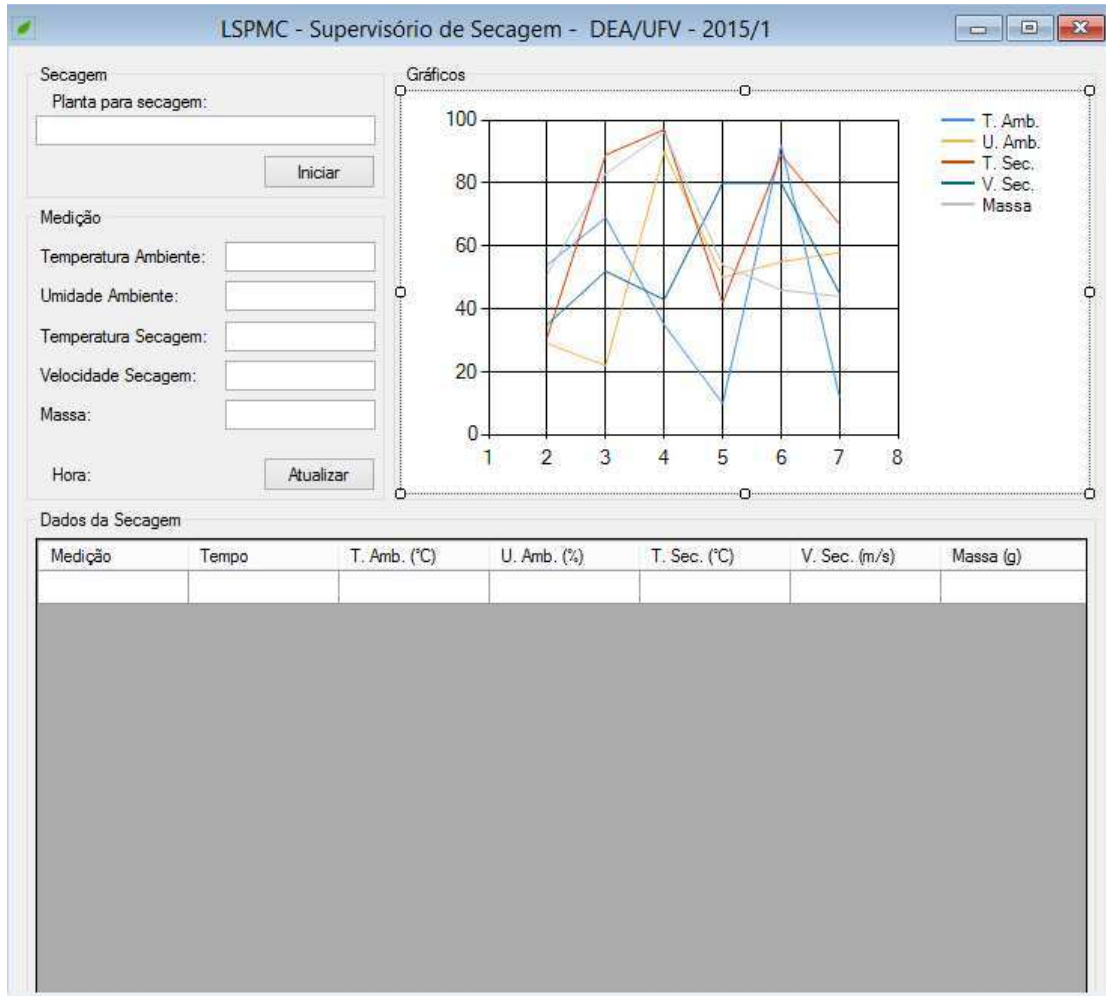 LSPMC - Supervisório de Secagem - DEA/UFV - 2015/1
Secagem
Planta para secagem:
Iniciar
Medição
Temperatura Ambiente:
Umidade Ambiente:
Temperatura Secagem:
Velocidade Secagem:
Massa:
Hora:
Atualizar
Gráficos
100
80
60
40
20
0
1 2 3 4 5 6 7 8
T. Amb.
U. Amb.
T. Sec.
V. Sec.
Massa
Dados da Secagem
Medição Tempo T. Amb. (°C) U. Amb. (%) T. Sec. (°C) V. Sec. (m/s) Massa (g)